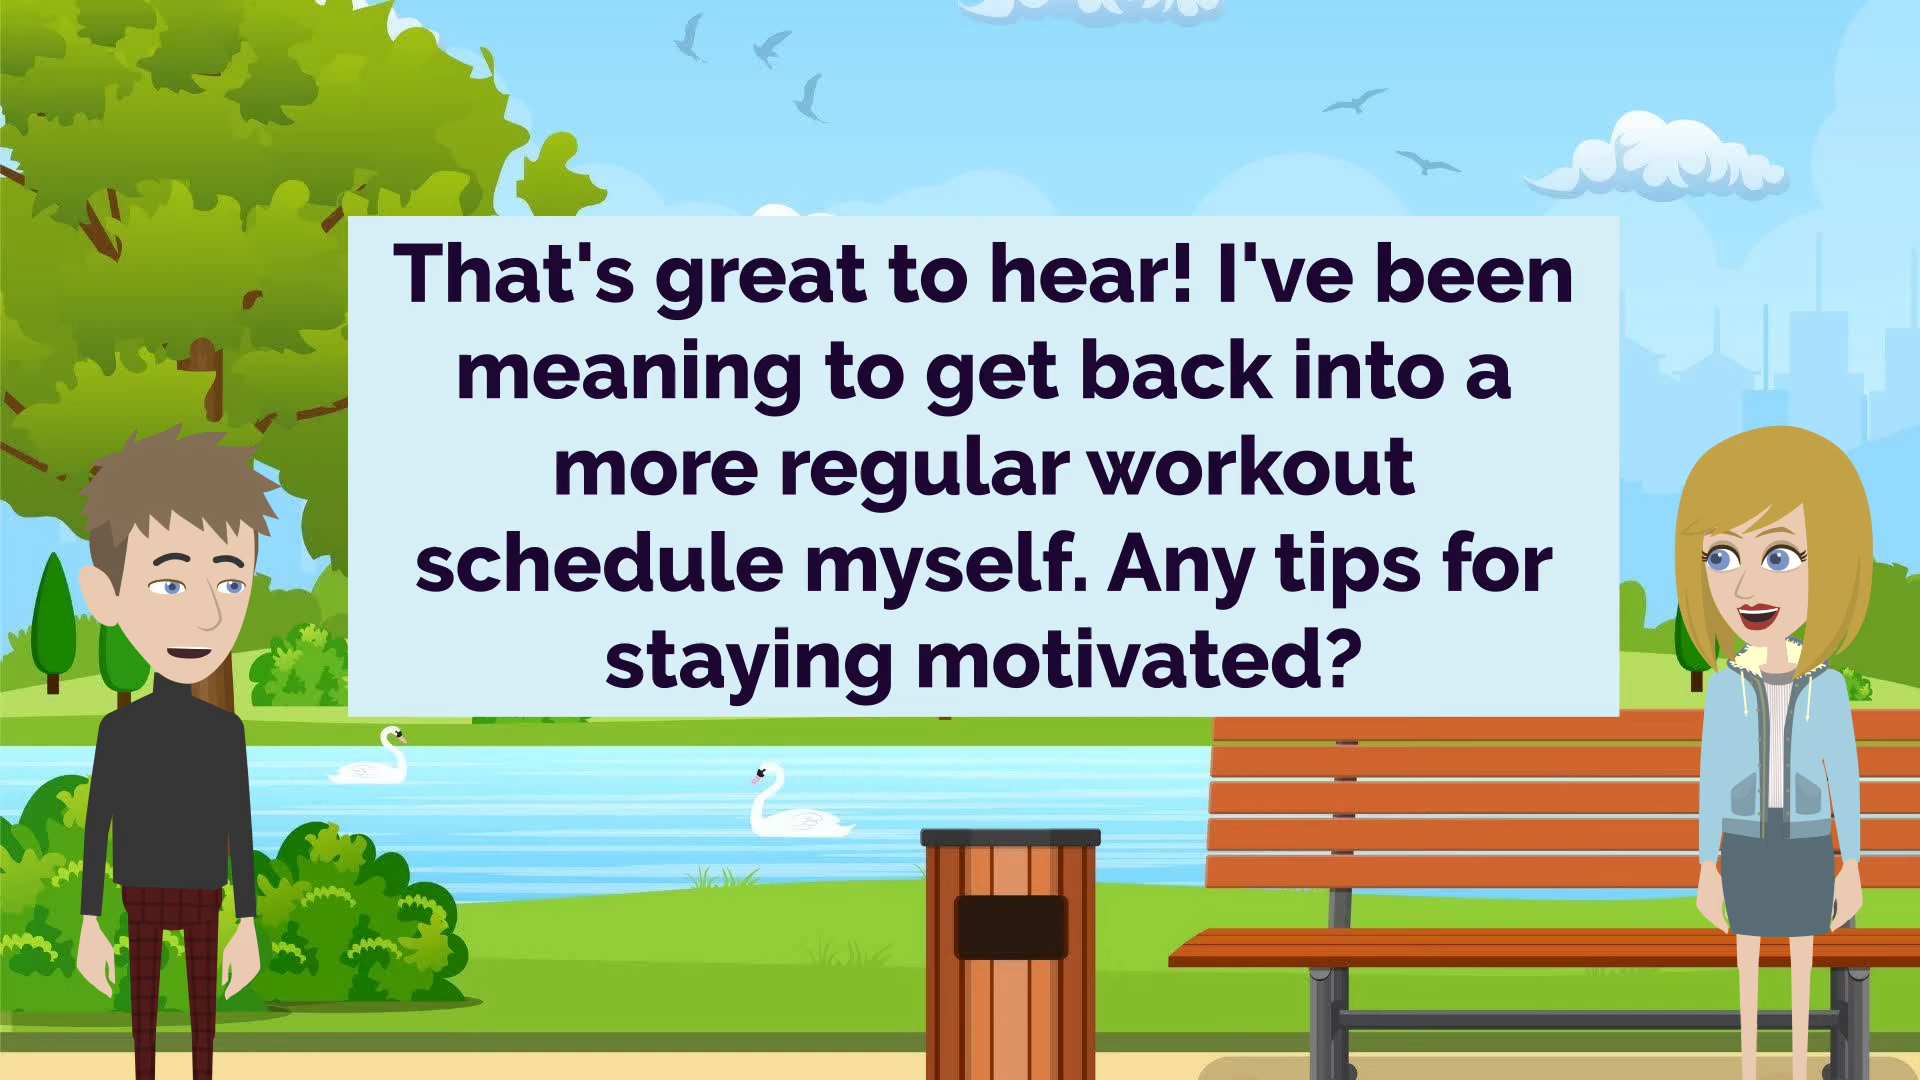 That's great to hear! I've been
meaning to get back into a
more regular workout
schedule myself. Any tips for
staying motivated?